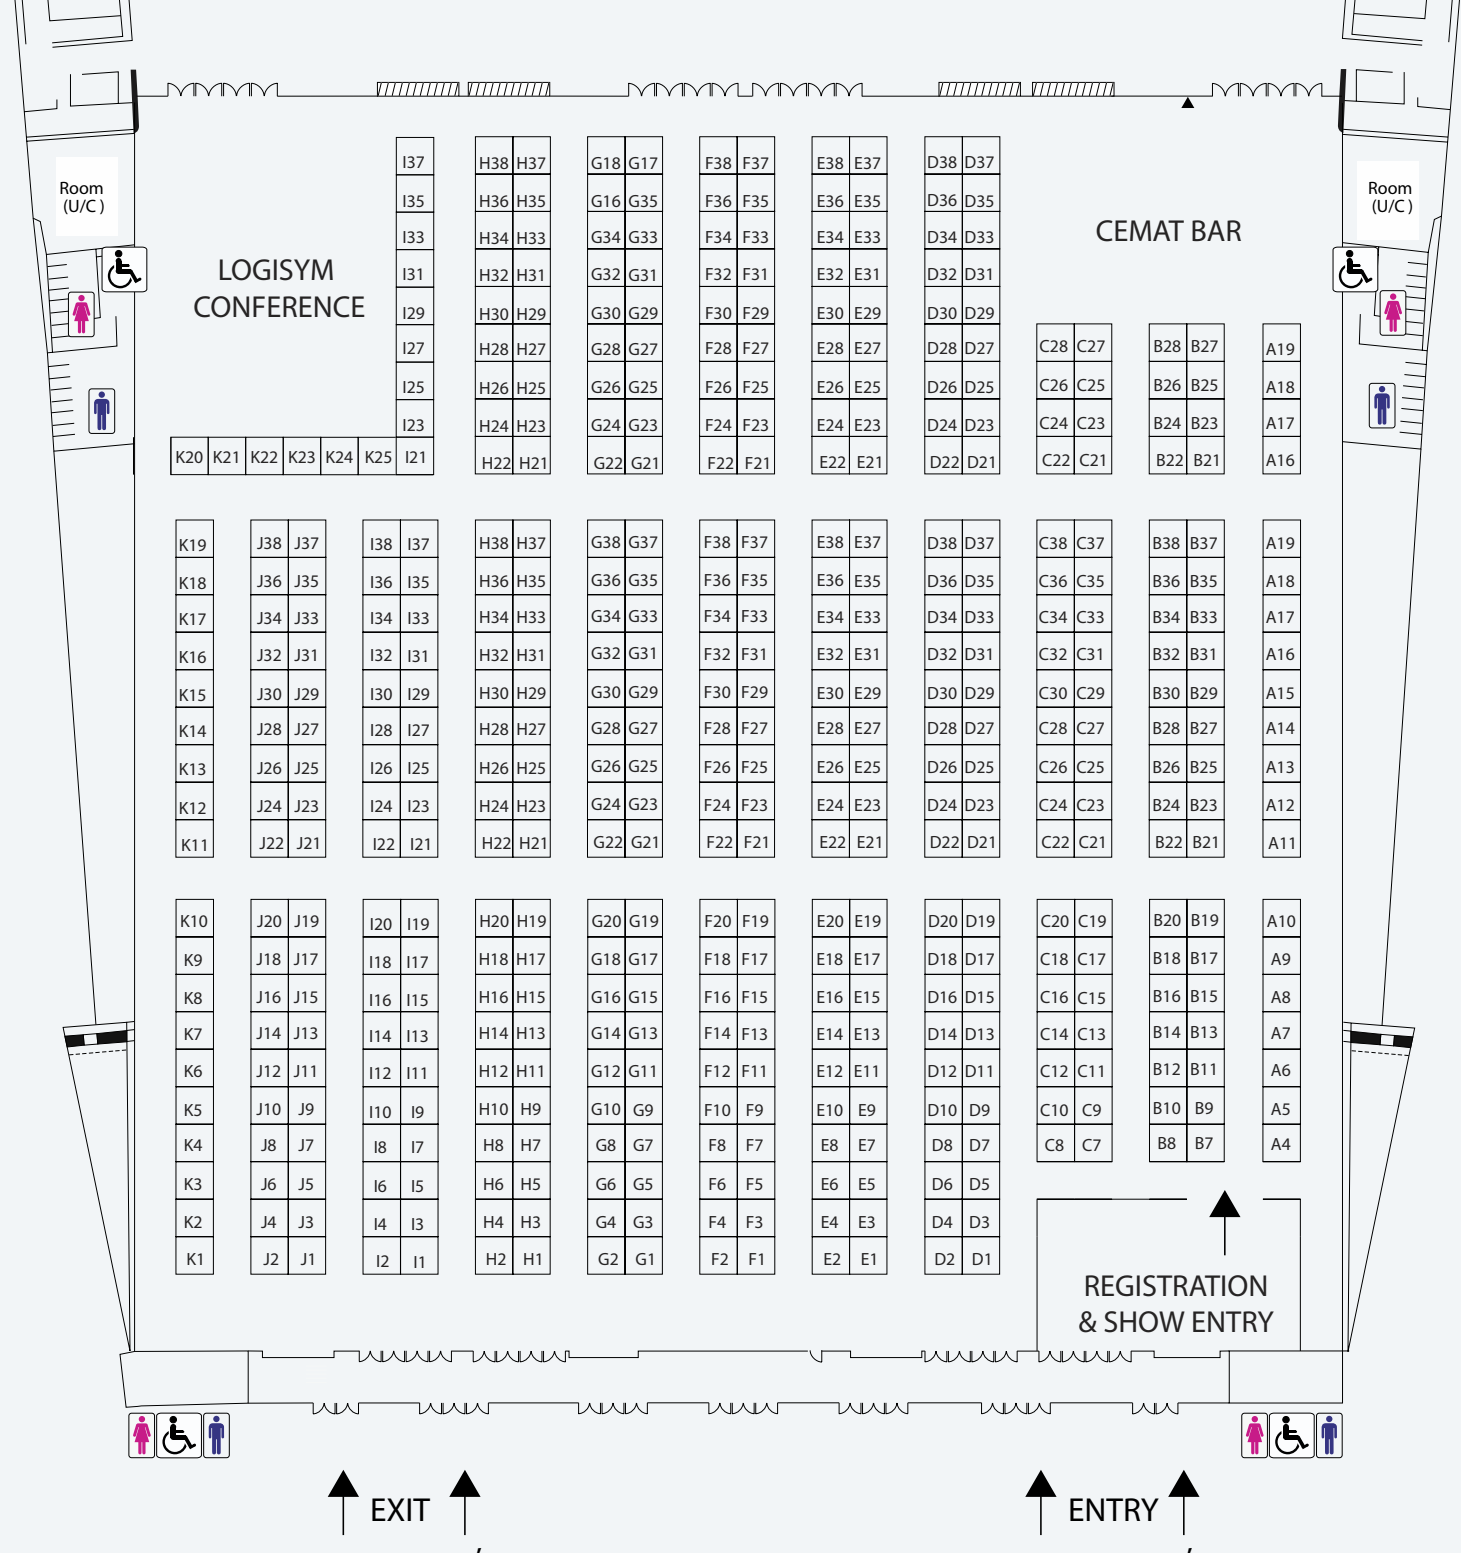 I37 H38 H37 G18 G17 F38 F37 E38 E37 D38 D37
Room
(U/C )
Room
(U/C )
I35 H36 H35 G16 G35 F36 F35 E36 E35 D36 D35
I33 H34 H33 G34 G33 F34 F33 E34 E33 D34 D33
CEMAT BAR
LOGISYM
CONFERENCE
I31 H32 H31 G32 G31 F32 F31 E32 E31 D32 D31
I29 H30 H29 G30 G29 F30 F29 E30 E29 D30 D29
I27 H28 H27 G28 G27 F28 F27 E28 E27 D28 D27 C28 C27 B28 B27 A19
I25 H26 H25 G26 G25 F26 F25 E26 E25 D26 D25 C26 C25 B26 B25 A18
I23 H24 H23 G24 G23 F24 F23 E24 E23 D24 D23 C24 C23 B24 B23 A17
K20 K21 K22 K23 K24 K25 I21 H22 H21 G22 G21 F22 F21 E22 E21 D22 D21 C22 C21 B22 B21 A16
K19 J38 J37 I38 I37 H38 H37 G38 G37 F38 F37 E38 E37 D38 D37 C38 C37 B38 B37 A19
K18 J36 J35 I36 I35 H36 H35 G36 G35 F36 F35 E36 E35 D36 D35 C36 C35 B36 B35 A18
K17 J34 J33 I34 I33 H34 H33 G34 G33 F34 F33 E34 E33 D34 D33 C34 C33 B34 B33 A17
K16 J32 J31 I32 I31 H32 H31 G32 G31 F32 F31 E32 E31 D32 D31 C32 C31 B32 B31 A16
K15 J30 J29 I30 I29 H30 H29 G30 G29 F30 F29 E30 E29 D30 D29 C30 C29 B30 B29 A15
K14 J28 J27 I28 I27 H28 H27 G28 G27 F28 F27 E28 E27 D28 D27 C28 C27 B28 B27 A14
K13 J26 J25 I26 I25 H26 H25 G26 G25 F26 F25 E26 E25 D26 D25 C26 C25 B26 B25 A13
K12 J24 J23 I24 I23 H24 H23 G24 G23 F24 F23 E24 E23 D24 D23 C24 C23 B24 B23 A12
K11 J22 J21 I22 I21 H22 H21 G22 G21 F22 F21 E22 E21 D22 D21 C22 C21 B22 B21 A11
K10 J20 J19 I20 I19 H20 H19 G20 G19 F20 F19 E20 E19 D20 D19 C20 C19 B20 B19 A10
K9 J18 J17 I18 I17 H18 H17 G18 G17 F18 F17 E18 E17 D18 D17 C18 C17 B18 B17 A9
K8 J16 J15 I16 I15 H16 H15 G16 G15 F16 F15 E16 E15 D16 D15 C16 C15 B16 B15 A8
K7 J14 J13 I14 I13 H14 H13 G14 G13 F14 F13 E14 E13 D14 D13 C14 C13 B14 B13 A7
K6 J12 J11 I12 I11 H12 H11 G12 G11 F12 F11 E12 E11 D12 D11 C12 C11 B12 B11 A6
K5 J10 J9 I10 I9 H10 H9 G10 G9 F10 F9 E10 E9 D10 D9 C10 C9 B10 B9 A5
K4 J8 J7 I8 I7 H8 H7 G8 G7 F8 F7 E8 E7 D8 D7 C8 C7 B8 B7 A4
K3 J6 J5 I6 I5 H6 H5 G6 G5 F6 F5 E6 E5 D6 D5
K2 J4 J3 I4 I3 H4 H3 G4 G3 F4 F3 E4 E3 D4 D3
K1 J2 J1 I2 I1 H2 H1 G2 G1 F2 F1 E2 E1 D2 D1
REGISTRATION
& SHOW ENTRY
EXIT
ENTRY